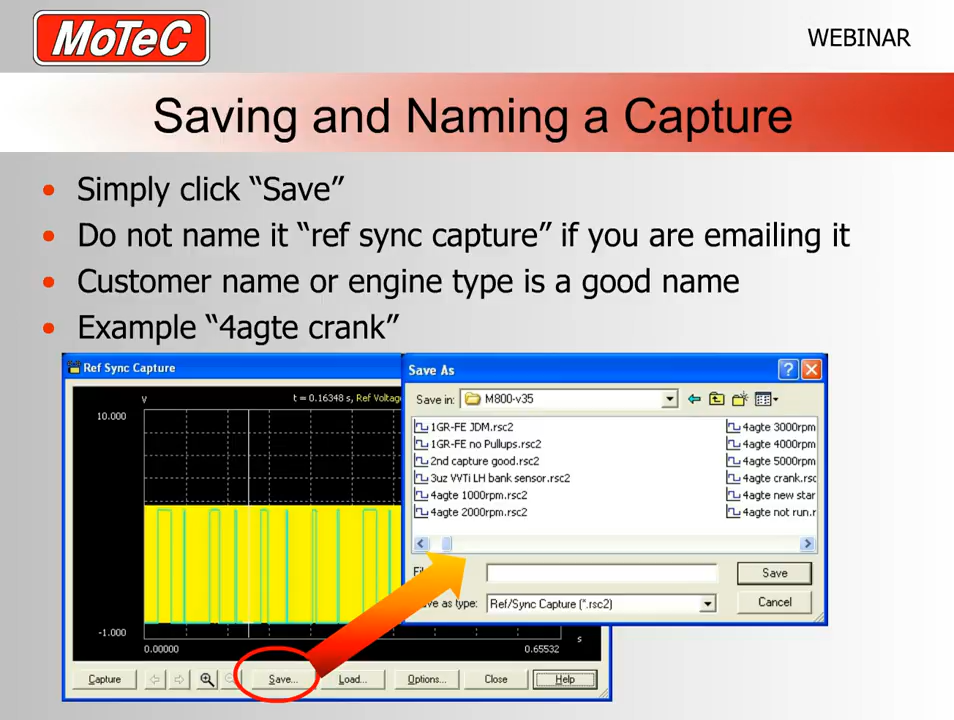 MoTeC
WEBINAR
Saving and Naming a Capture
• Simply click “Save”
• Do not name it “ref sync capture” if you are emailing it
• Customer name or engine type is a good name
• Example “4agte crank”
Ref Sync Capture
V
t = 0.16348 s, Ref Voltag
10.000
-1.000
0.00000
0.65532
s
Capture
Save...
Load...
Options...
Close
Help
Save As
Save in:
M800-v35
1GR-FE JDM.rsc2
1GR-FE no Pullups.rsc2
2nd capture good.rsc2
3uz VVTi LH bank sensor.rsc2
4agte 1000rpm.rsc2
4agte 2000rpm.rsc2
4agte 3000rpm
4agte 4000rpm
4agte 5000rpm
4agte crank.rsc
4agte new star
4agte not run.r
Save
ve as type:
Ref/Sync Capture (*.rsc2)
Cancel